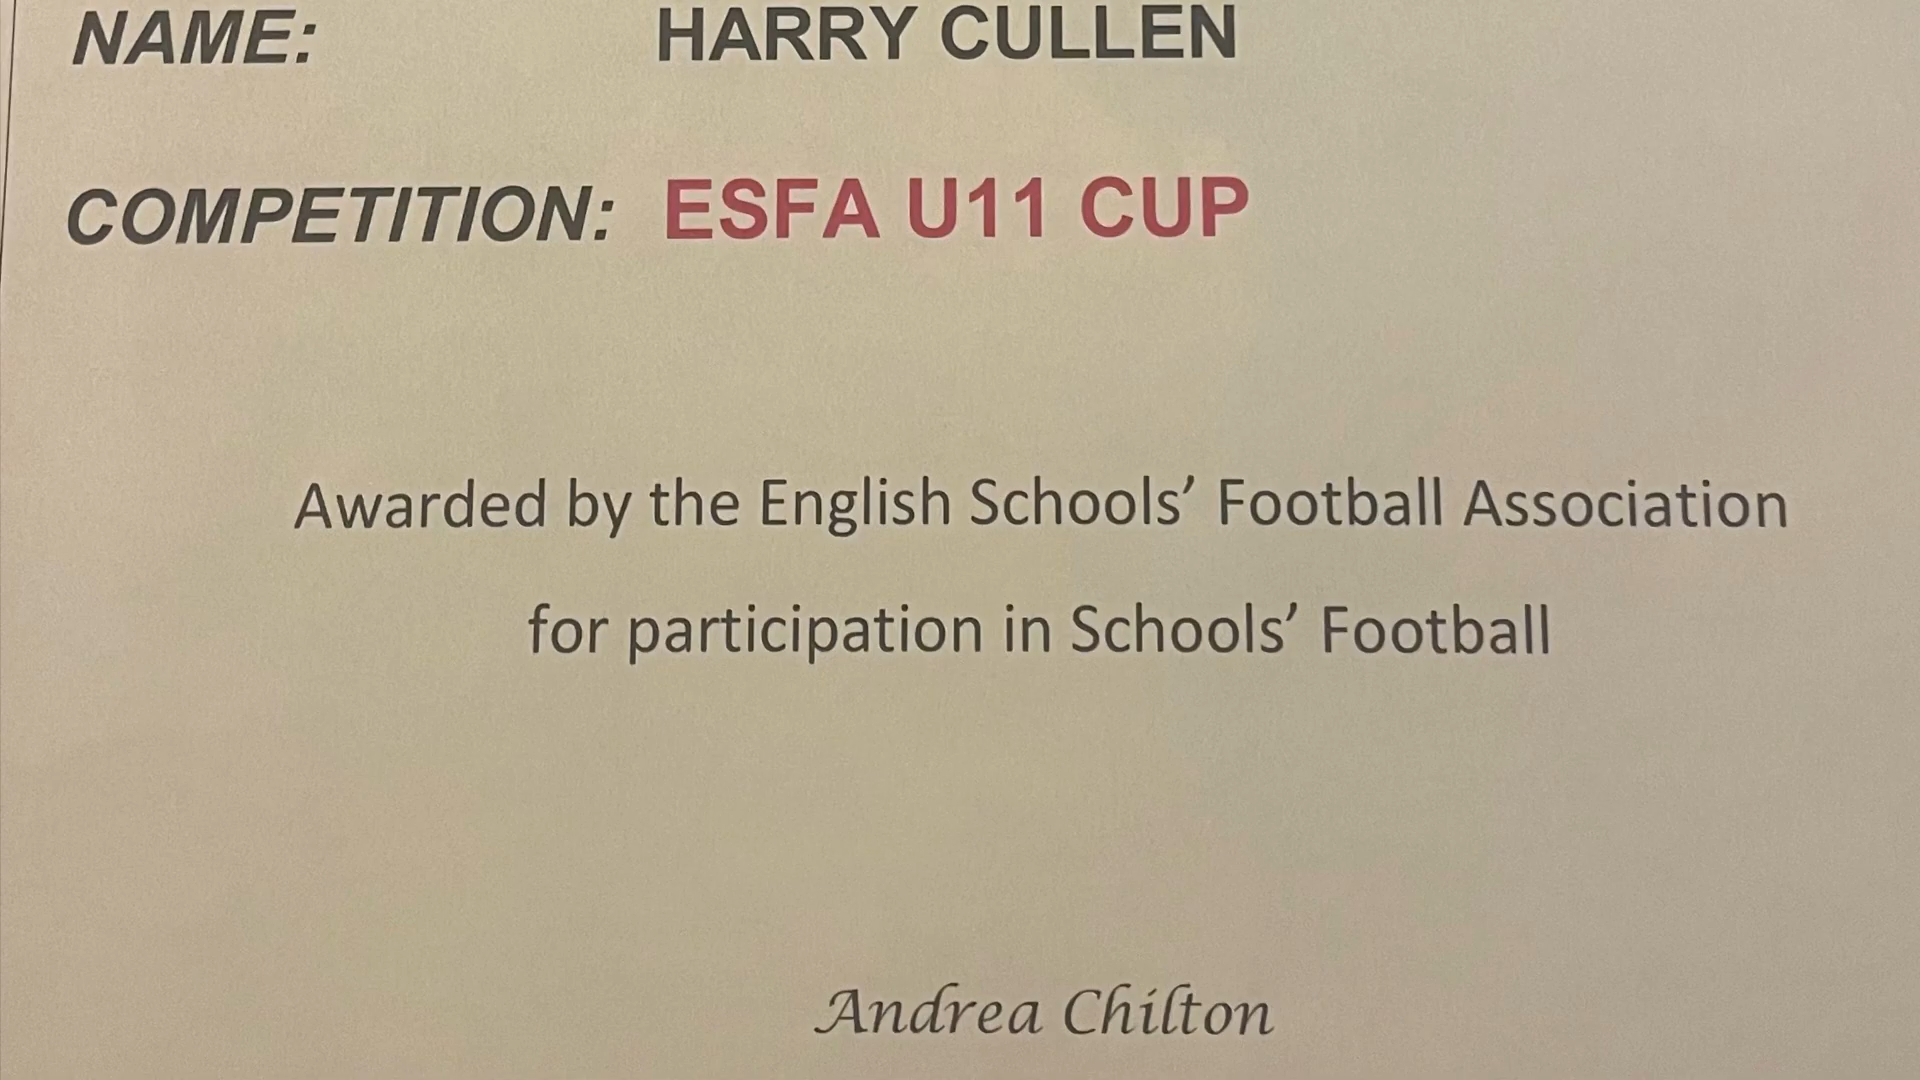 NAME: HARRY CULLEN
COMPETITION: ESFA U11 CUP
Awarded by the English Schools’ Football Association
for participation in Schools’ Football
Andrea Chilton